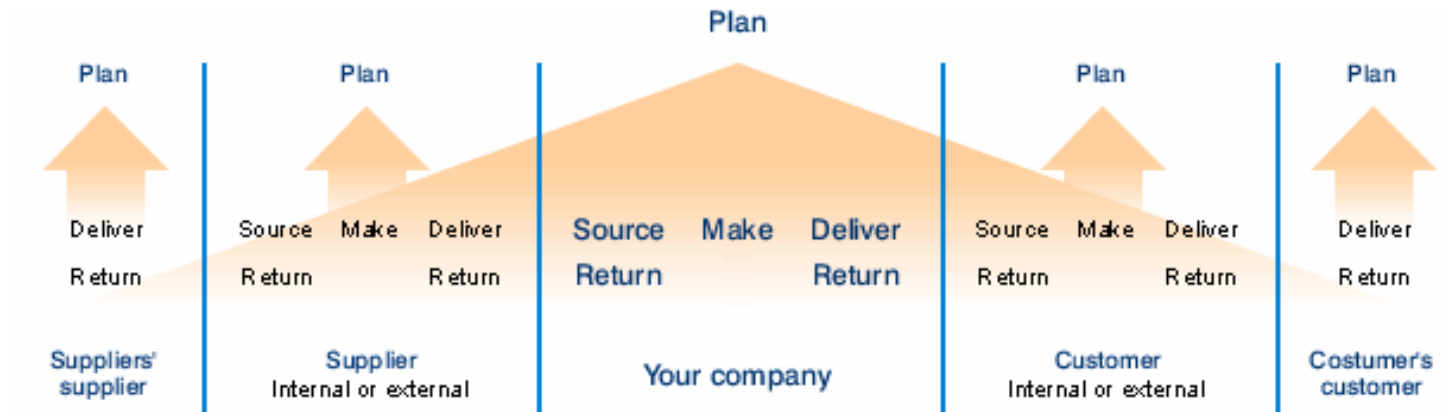 Plan
Plan Plan Plan Plan
Deliver Source Make Deliver Source Make Deliver Source Make Deliver Deliver
Return Return Return Return Return Return Return Return
Suppliers' Supplier Your company Customer Costumer's
supplier Internal or external Internal or external customer